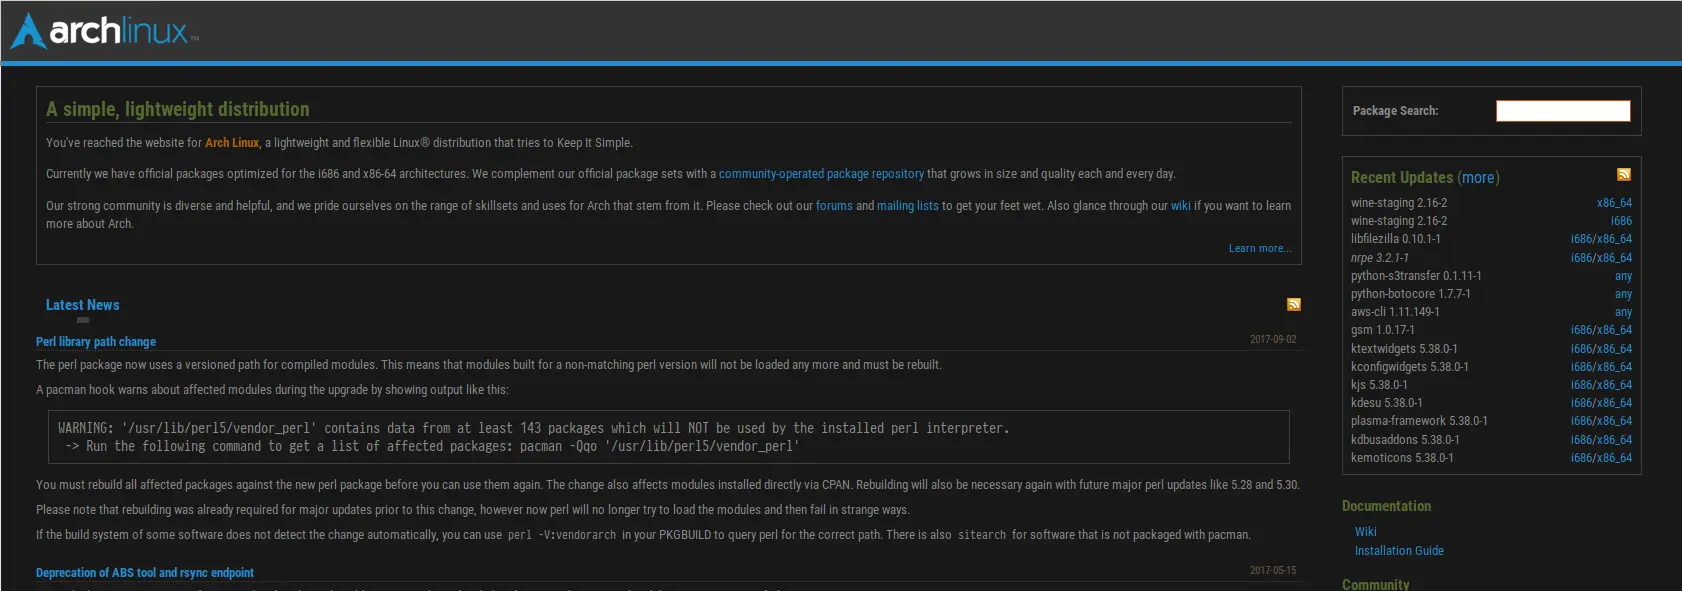 archlinux™
A simple, lightweight distribution
You've reached the website for Arch Linux, a lightweight and flexible Linux® distribution that tries to Keep It Simple.
Currently we have official packages optimized for the i686 and x86-64 architectures. We complement our official package sets with a community-operated package repository that grows in size and quality each and every day.
Our strong community is diverse and helpful, and we pride ourselves on the range of skillsets and uses for Arch that stem from it. Please check out our forums and mailing lists to get your feet wet. Also glance through our wiki if you want to learn
more about Arch.
Learn more...
Latest News
Perl library path change 2017-09-02
The perl package now uses a versioned path for compiled modules. This means that modules built for a non-matching perl version will not be loaded any more and must be rebuilt.
A pacman hook warns about affected modules during the upgrade by showing output like this:
WARNING: '/usr/lib/perl5/vendor_perl' contains data from at least 143 packages which will NOT be used by the installed perl interpreter.
-> Run the following command to get a list of affected packages: pacman -Qqo '/usr/lib/perl5/vendor_perl'
You must rebuild all affected packages against the new perl package before you can use them again. The change also affects modules installed directly via CPAN. Rebuilding will also be necessary again with future major perl updates like 5.28 and 5.30.
Please note that rebuilding was already required for major updates prior to this change, however now perl will no longer try to load the modules and then fail in strange ways.
If the build system of some software does not detect the change automatically, you can use perl -V:vendorarch in your PKGBUILD to query perl for the correct path. There is also sitearch for software that is not packaged with pacman.
Deprecation of ABS tool and rsync endpoint 2017-05-15
Package Search:
Recent Updates (more)
wine-staging 2.16-2 x86_64
wine-staging 2.16-2 i686
libfilezilla 0.10.1-1 i686/x86_64
nrpe 3.2.1-1 i686/x86_64
python-s3transfer 0.1.11-1 any
python-botocore 1.7.7-1 any
aws-cli 1.11.149-1 any
gsm 1.0.17-1 i686/x86_64
ktextwidgets 5.38.0-1 i686/x86_64
kconfigwidgets 5.38.0-1 i686/x86_64
kjs 5.38.0-1 i686/x86_64
kdesu 5.38.0-1 i686/x86_64
plasma-framework 5.38.0-1 i686/x86_64
kdbusaddons 5.38.0-1 i686/x86_64
kemoticons 5.38.0-1 i686/x86_64
Documentation
Wiki
Installation Guide
Community